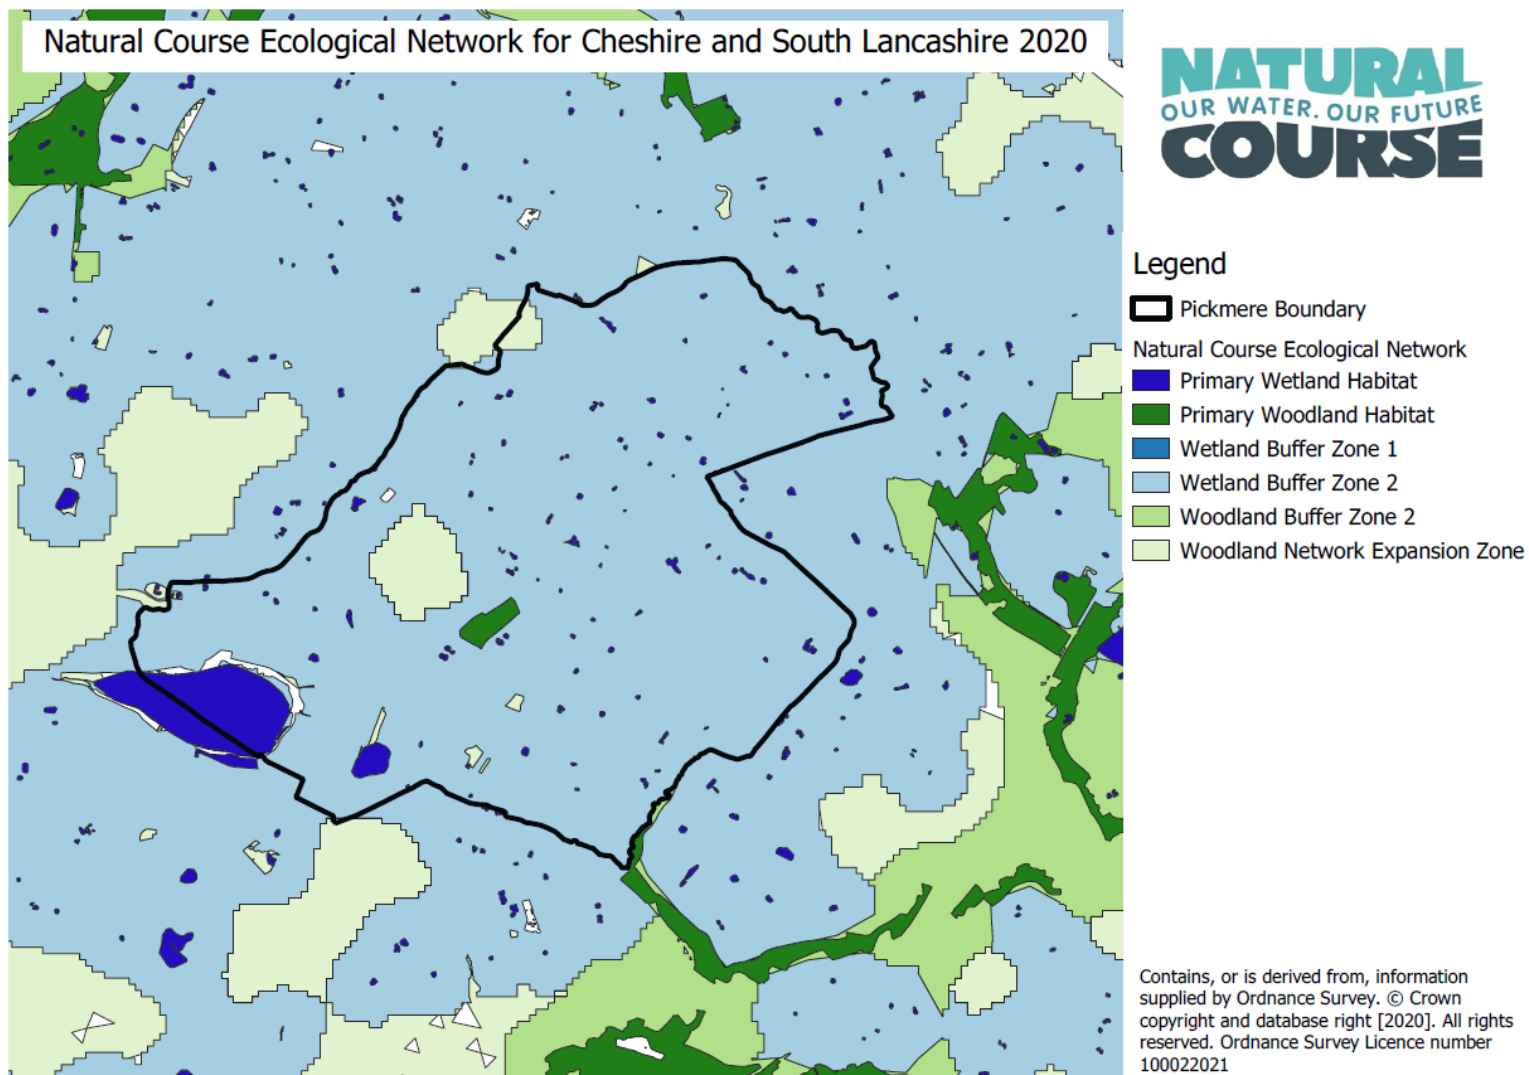 Natural Course Ecological Network for Cheshire and South Lancashire 2020
NATURAL
OUR WATER. OUR FUTURE
COURSE
Legend
Pickmere Boundary
Natural Course Ecological Network
Primary Wetland Habitat
Primary Woodland Habitat
Wetland Buffer Zone 1
Wetland Buffer Zone 2
Woodland Buffer Zone 2
Woodland Network Expansion Zone
Contains, or is derived from, information
supplied by Ordnance Survey. © Crown
copyright and database right [2020]. All rights
reserved. Ordnance Survey Licence number
100022021